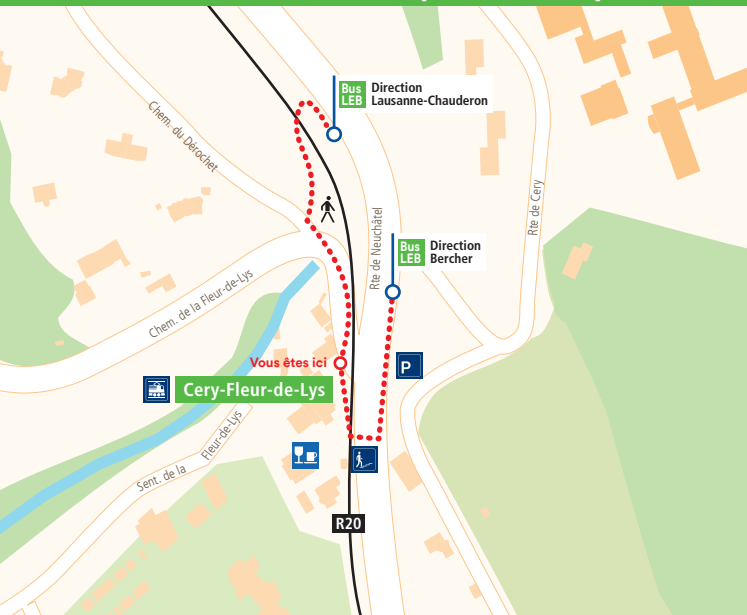 Bus
LEB
Direction
Lausanne-Chauderon
Chem. du Dérochet
Rte de Cery
Rte de Neuchâtel
Bus
LEB
Direction
Bercher
Chem. de la Fleur-de-Lys
Vous êtes ici
P
Cery-Fleur-de-Lys
Sent. de la
Fleur-de-Lys
R20